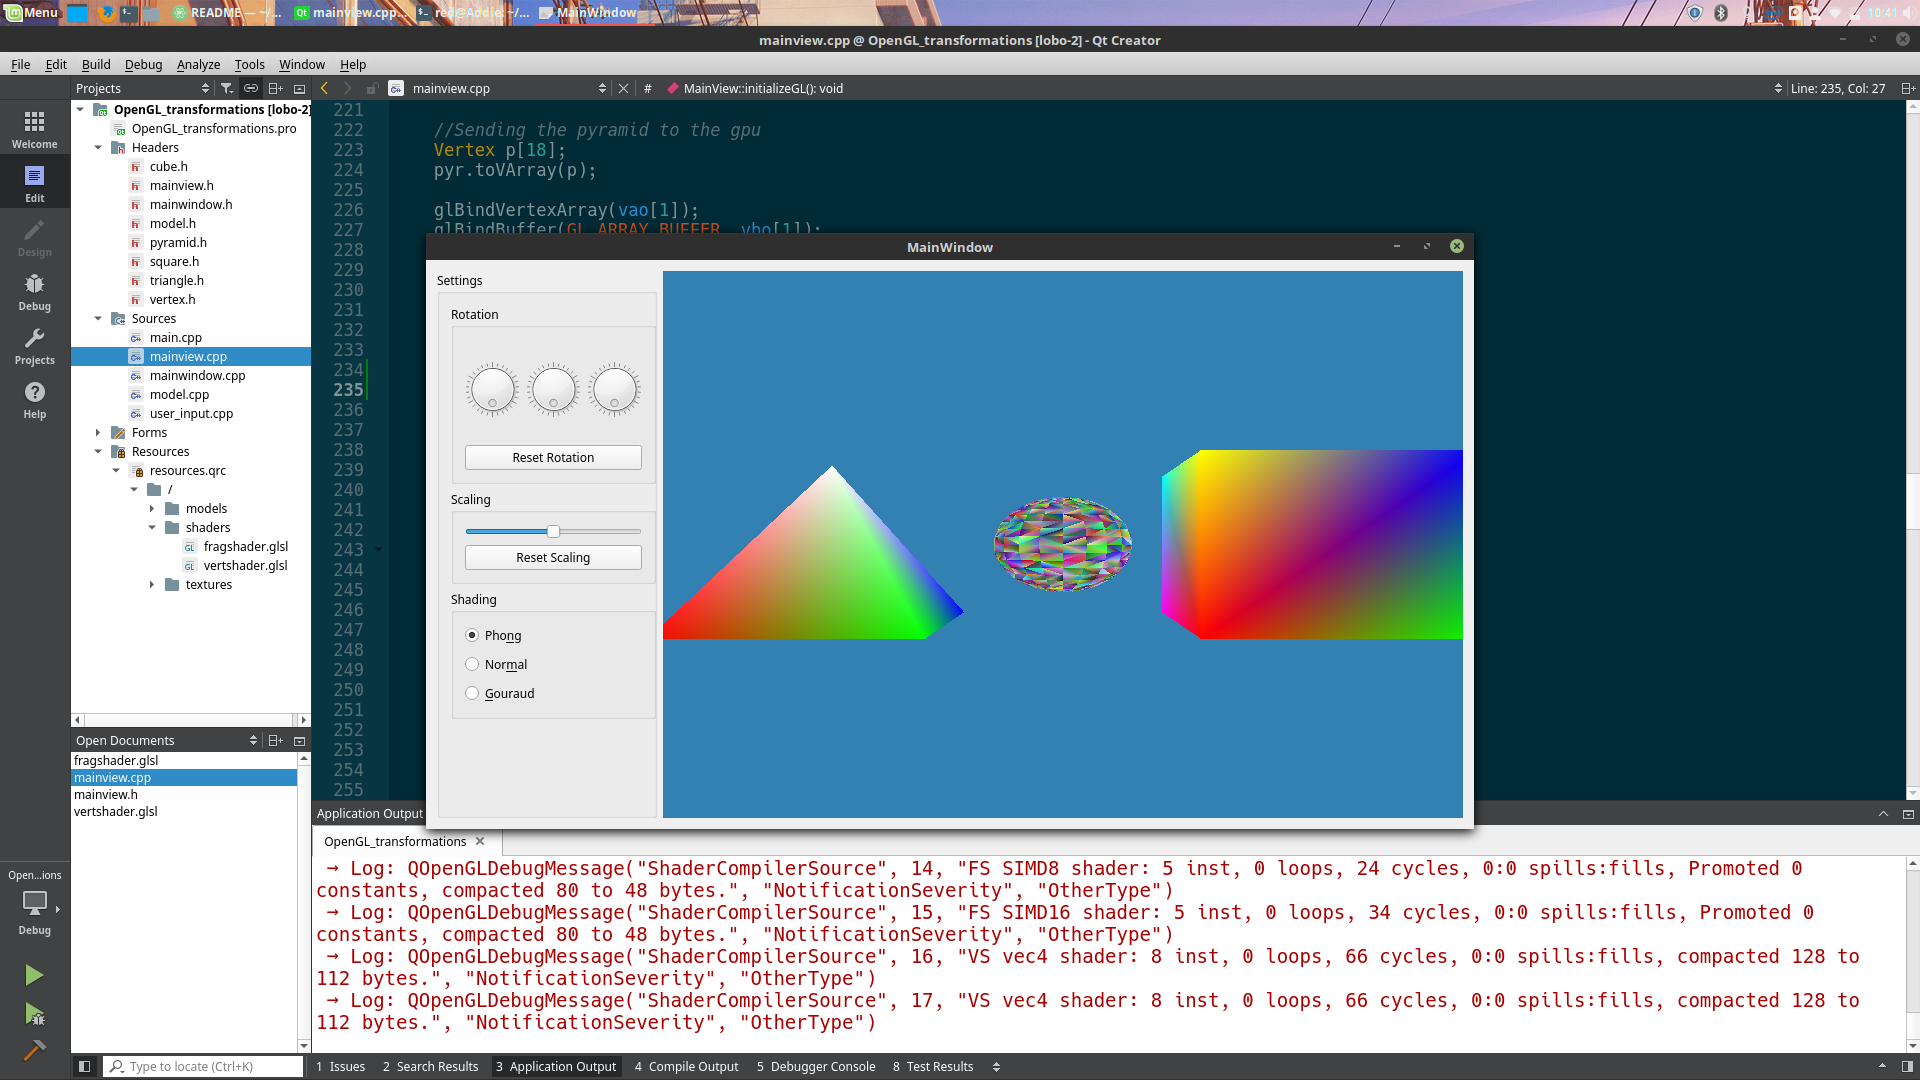 Menu README — ~/... mainview.cpp... red@Addie: ~/... MainWindow 10:41
mainview.cpp @ OpenGL_transformations [lobo-2] - Qt Creator
File Edit Build Debug Analyze Tools Window Help
Projects mainview.cpp # MainView::initializeGL(): void Line: 235, Col: 27
Welcome
Edit
Design
Debug
Projects
Help
OpenGL_transformations [lobo-2]
OpenGL_transformations.pro
Headers
cube.h
mainview.h
mainwindow.h
model.h
pyramid.h
square.h
triangle.h
vertex.h
Sources
main.cpp
mainview.cpp
mainwindow.cpp
model.cpp
user_input.cpp
Forms
Resources
resources.qrc
/
models
shaders
fragshader.glsl
vertshader.glsl
textures
Open Documents
fragshader.glsl
mainview.cpp
mainview.h
vertshader.glsl
Open...ions
Debug
221
222 //Sending the pyramid to the gpu
223 Vertex p[18];
224 pyr.toVArray(p);
225
226 glBindVertexArray(vao[1]);
227 glBindBuffer(GL_ARRAY_BUFFER, vbo[1]);
228
229
230
231
232
233
234
235
236
237
238
239
240
241
242
243
244
245
246
247
248
249
250
251
252
253
254
255
MainWindow
Settings
Rotation
Reset Rotation
Scaling
Reset Scaling
Shading
Phong
Normal
Gouraud
Application Output
OpenGL_transformations
→ Log: QOpenGLDebugMessage("ShaderCompilerSource", 14, "FS SIMD8 shader: 5 inst, 0 loops, 24 cycles, 0:0 spills:fills, Promoted 0
constants, compacted 80 to 48 bytes.", "NotificationSeverity", "OtherType")
→ Log: QOpenGLDebugMessage("ShaderCompilerSource", 15, "FS SIMD16 shader: 5 inst, 0 loops, 34 cycles, 0:0 spills:fills, Promoted 0
constants, compacted 80 to 48 bytes.", "NotificationSeverity", "OtherType")
→ Log: QOpenGLDebugMessage("ShaderCompilerSource", 16, "VS vec4 shader: 8 inst, 0 loops, 66 cycles, 0:0 spills:fills, compacted 128 to
112 bytes.", "NotificationSeverity", "OtherType")
→ Log: QOpenGLDebugMessage("ShaderCompilerSource", 17, "VS vec4 shader: 8 inst, 0 loops, 66 cycles, 0:0 spills:fills, compacted 128 to
112 bytes.", "NotificationSeverity", "OtherType")
Type to locate (Ctrl+K) 1 Issues 2 Search Results 3 Application Output 4 Compile Output 5 Debugger Console 8 Test Results